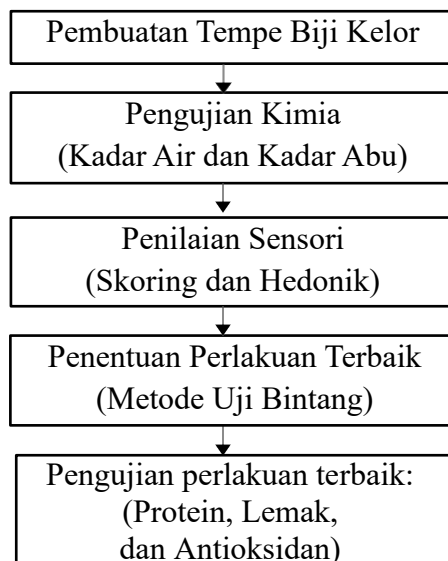 Pembuatan Tempe Biji Kelor
Pengujian Kimia
(Kadar Air dan Kadar Abu)
Penilaian Sensori
(Skoring dan Hedonik)
Penentuan Perlakuan Terbaik
(Metode Uji Bintang)
Pengujian perlakuan terbaik:
(Protein, Lemak,
dan Antioksidan)